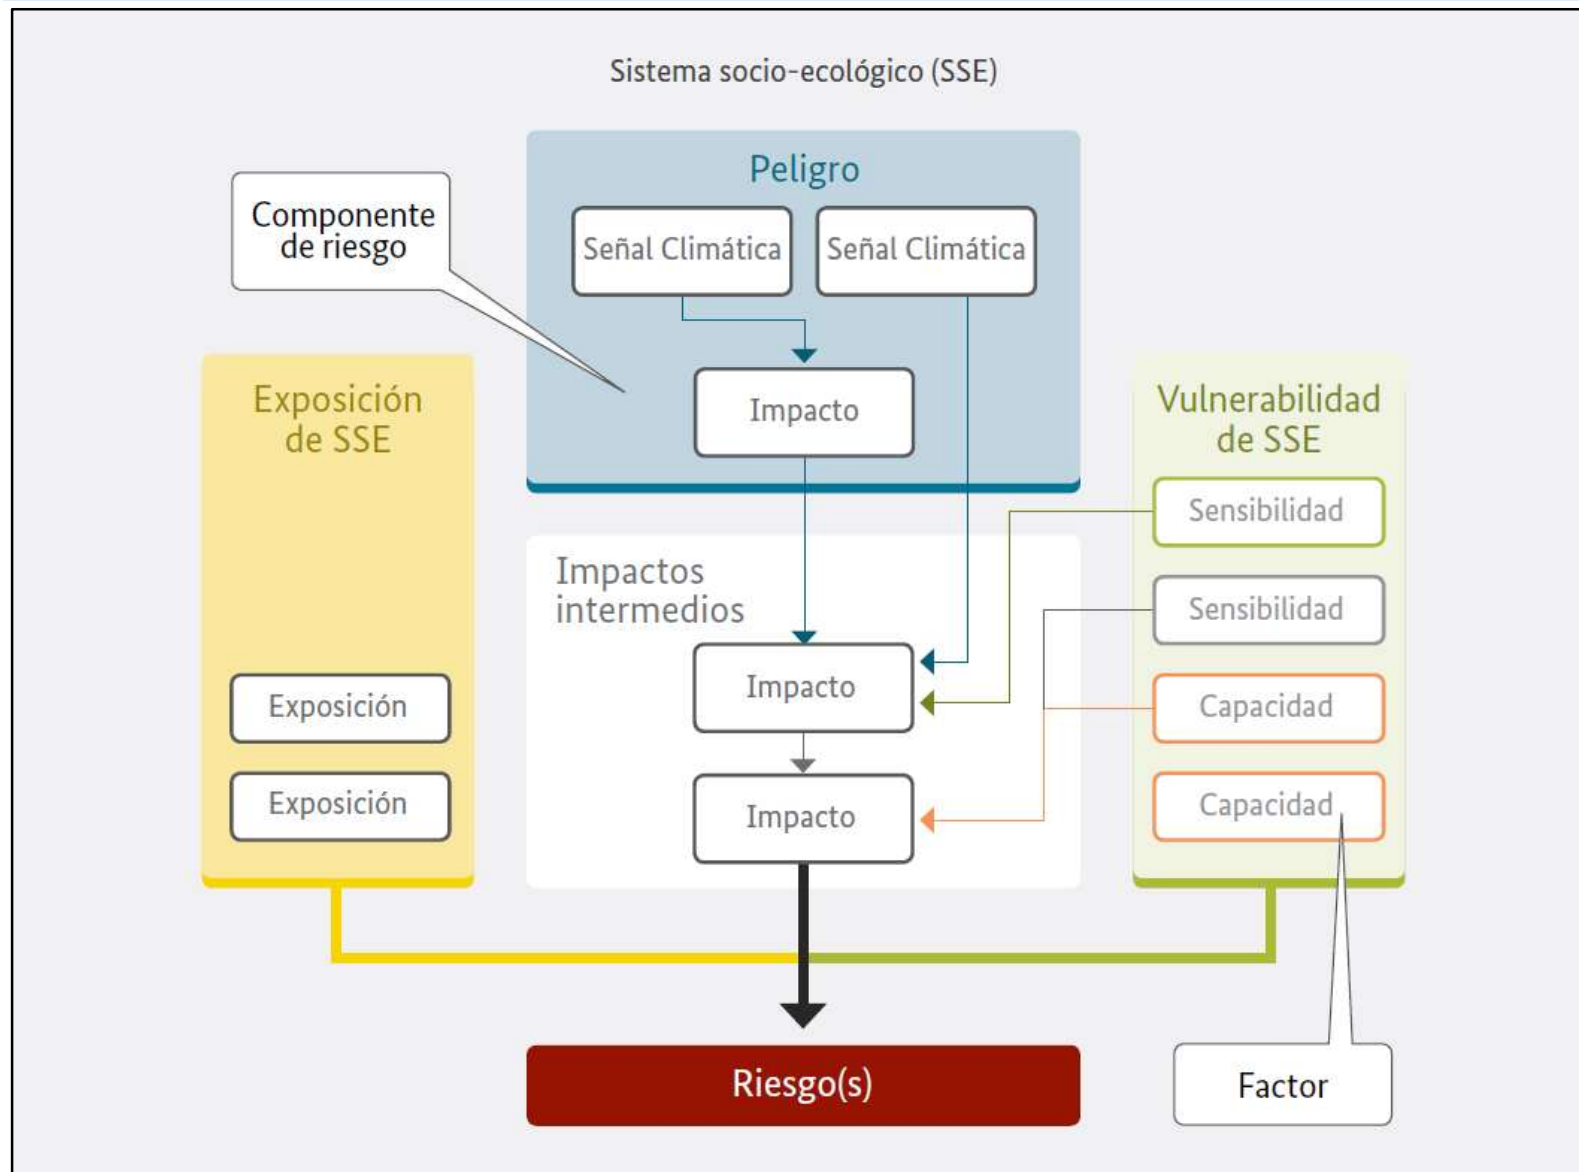 Sistema socio-ecológico (SSE)
Peligro
Componente
de riesgo
Señal Climática
Señal Climática
Impacto
Exposición
de SSE
Vulnerabilidad
de SSE
Sensibilidad
Impactos
intermedios
Sensibilidad
Impacto
Exposición
Capacidad
Exposición
Impacto
Capacidad
Riesgo(s)
Factor